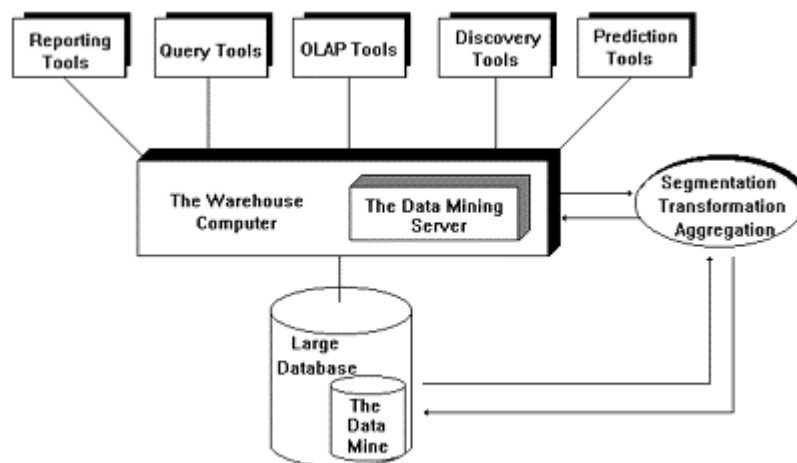 Reporting
Tools
Query Tools
OLAP Tools
Discovery
Tools
Prediction
Tools
The Warehouse
Computer
The Data Mining
Server
Segmentation
Transformation
Aggregation
Large
Database
The
Data
Mine